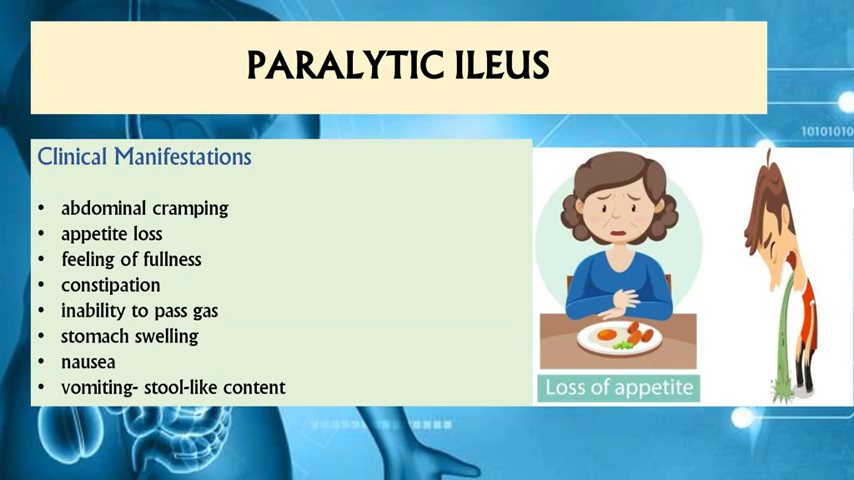 PARALYTIC ILEUS
1010101
Clinical Manifestations
• abdominal cramping
• appetite loss
• feeling of fullness
• constipation
• inability to pass gas
• stomach swelling
• nausea
• vomiting- stool-like content
Loss of appetite